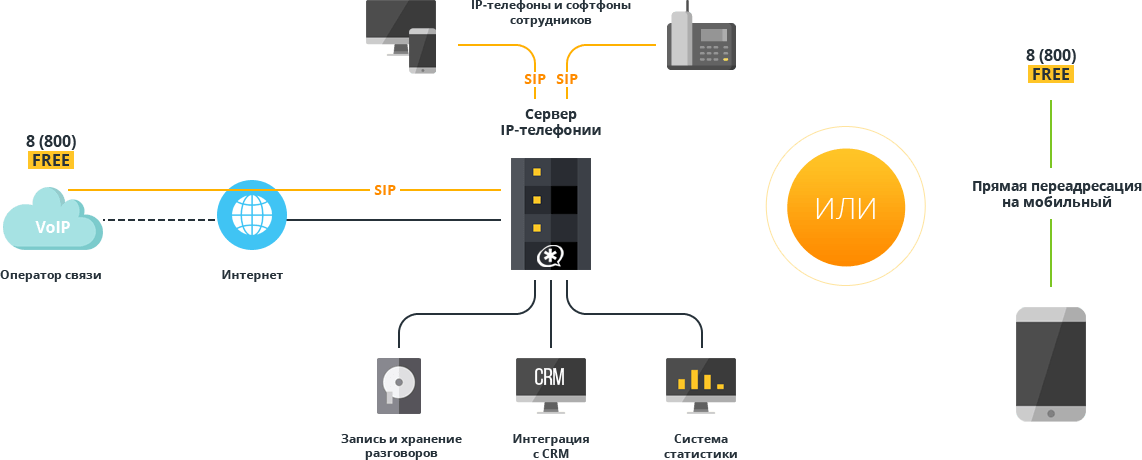 IP-телефоны и софтфоны
сотрудников
SIP SIP
Сервер
IP-телефонии
8 (800)
FREE
SIP
VoIP
Оператор связи
Интернет
CRM
Запись и хранение
разговоров
Интеграция
с CRM
Система
статистики
ИЛИ
8 (800)
FREE
Прямая переадресация
на мобильный